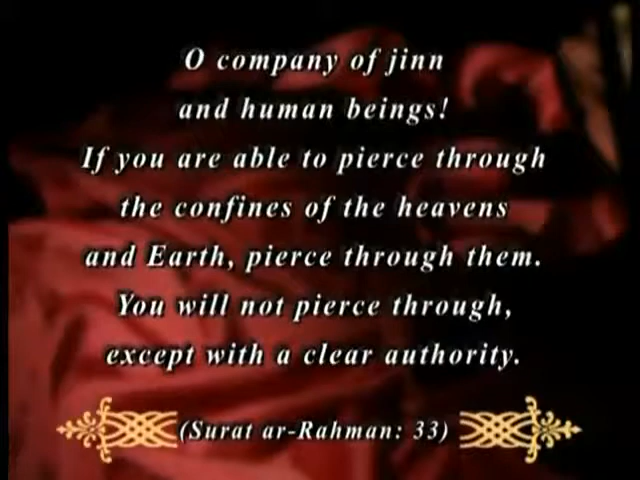 O company of jinn
and human beings!
If you are able to pierce through
the confines of the heavens
and Earth, pierce through them.
You will not pierce through,
except with a clear authority.
(Surat ar-Rahman: 33)